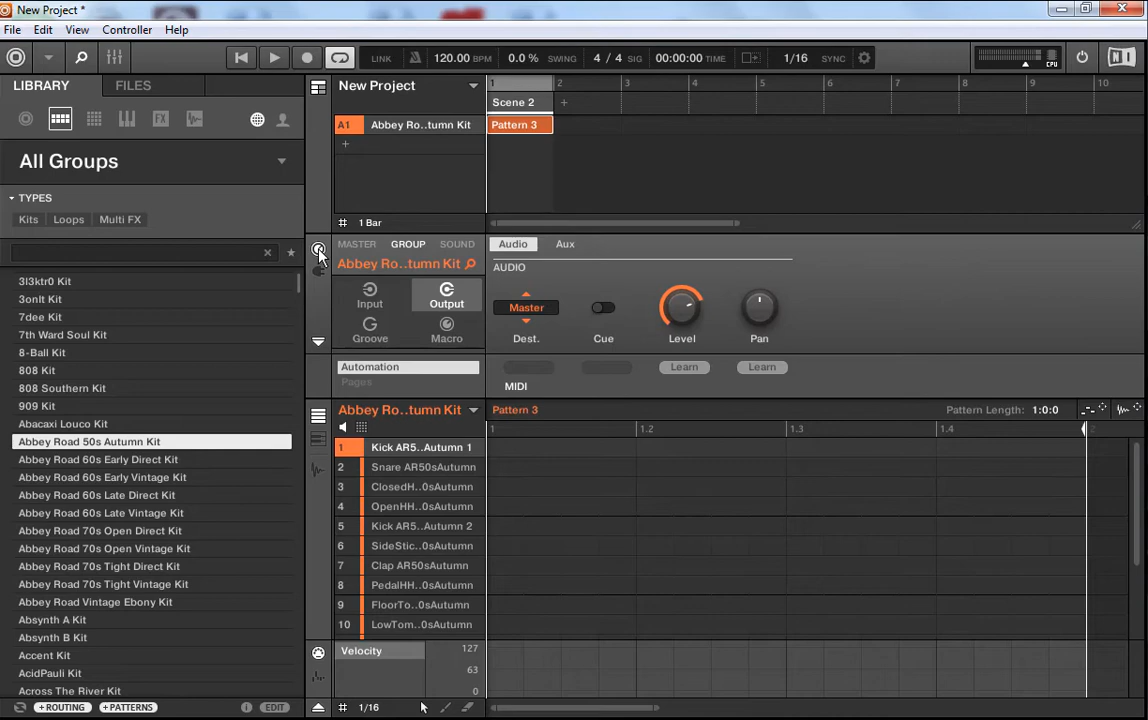 New Project *
File Edit View Controller Help
LINK 120.00 BPM 0.0 % SWING 4 / 4 SIG 00:00:00 TIME 1/16 SYNC CPU
LIBRARY FILES
New Project
1 2 3 4 5 6 7 8 9 10
Scene 2 +
FX
A1 Abbey Ro..tumn Kit Pattern 3
+
All Groups
TYPES
Kits Loops Multi FX
1 Bar
MASTER GROUP SOUND Audio Aux
Abbey Ro..tumn Kit AUDIO
Input Output
Groove Macro
Master
Dest. Cue Level Pan
Automation Learn Learn
Pages MIDI
3l3ktr0 Kit
3onIt Kit
7dee Kit
7th Ward Soul Kit
8-Ball Kit
808 Kit
808 Southern Kit
909 Kit
Abacaxi Louco Kit
Abbey Road 50s Autumn Kit
Abbey Road 60s Early Direct Kit
Abbey Road 60s Early Vintage Kit
Abbey Road 60s Late Direct Kit
Abbey Road 60s Late Vintage Kit
Abbey Road 70s Open Direct Kit
Abbey Road 70s Open Vintage Kit
Abbey Road 70s Tight Direct Kit
Abbey Road 70s Tight Vintage Kit
Abbey Road Vintage Ebony Kit
Absynth A Kit
Absynth B Kit
Accent Kit
AcidPauli Kit
Across The River Kit
+ROUTING +PATTERNS EDIT
Abbey Ro..tumn Kit Pattern 3 Pattern Length: 1:0:0
1 1.2 1.3 1.4 2
1 Kick AR5..Autumn 1
2 Snare AR50sAutumn
3 ClosedH..0sAutumn
4 OpenHH..0sAutumn
5 Kick AR5..Autumn 2
6 SideStic..0sAutumn
7 Clap AR50sAutumn
8 PedalHH..0sAutumn
9 FloorTo..0sAutumn
10 LowTom..0sAutumn
Velocity 127
63
0
1/16